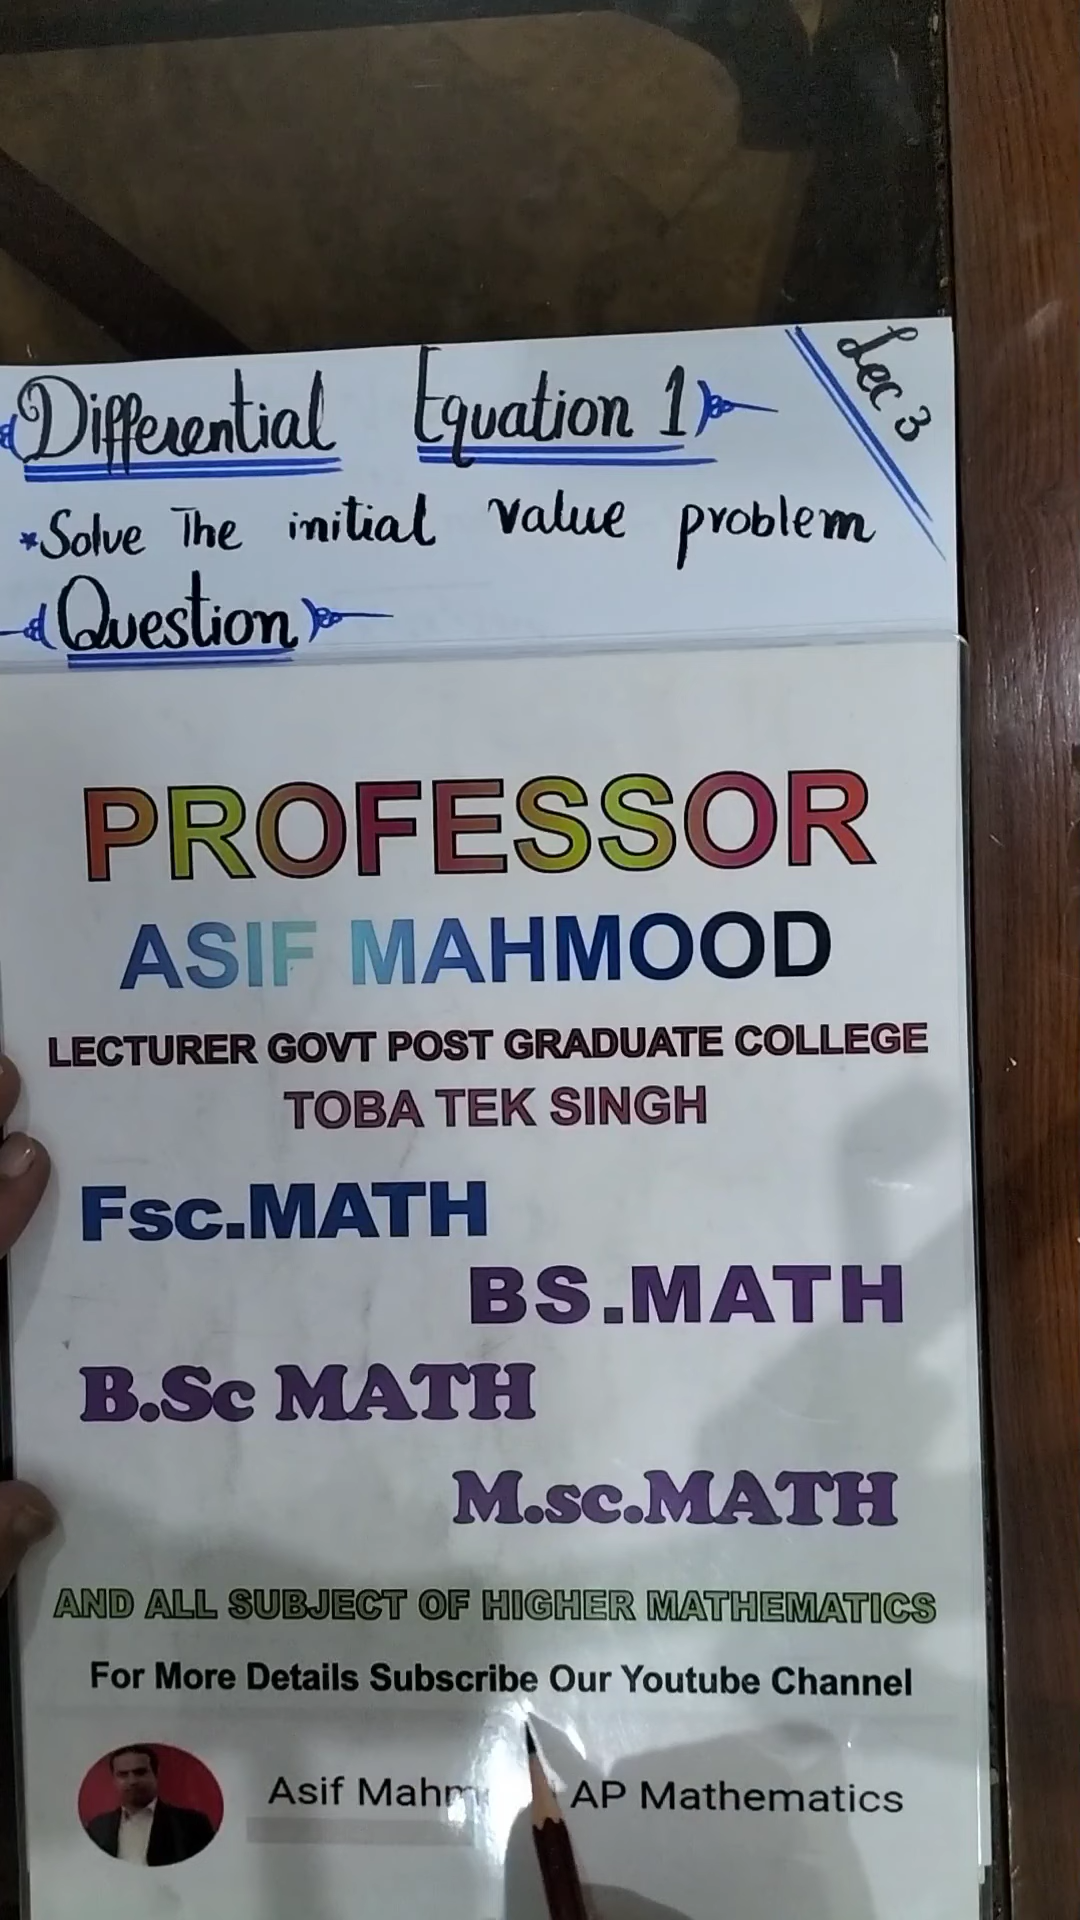 Differential Equation 1
Lec 3
*Solve The initial value problem
Question
PROFESSOR
ASIF MAHMOOD
LECTURER GOVT POST GRADUATE COLLEGE
TOBA TEK SINGH
Fsc.MATH
BS.MATH
B.Sc MATH
M.sc.MATH
AND ALL SUBJECT OF HIGHER MATHEMATICS
For More Details Subscribe Our Youtube Channel
Asif AP Mathematics